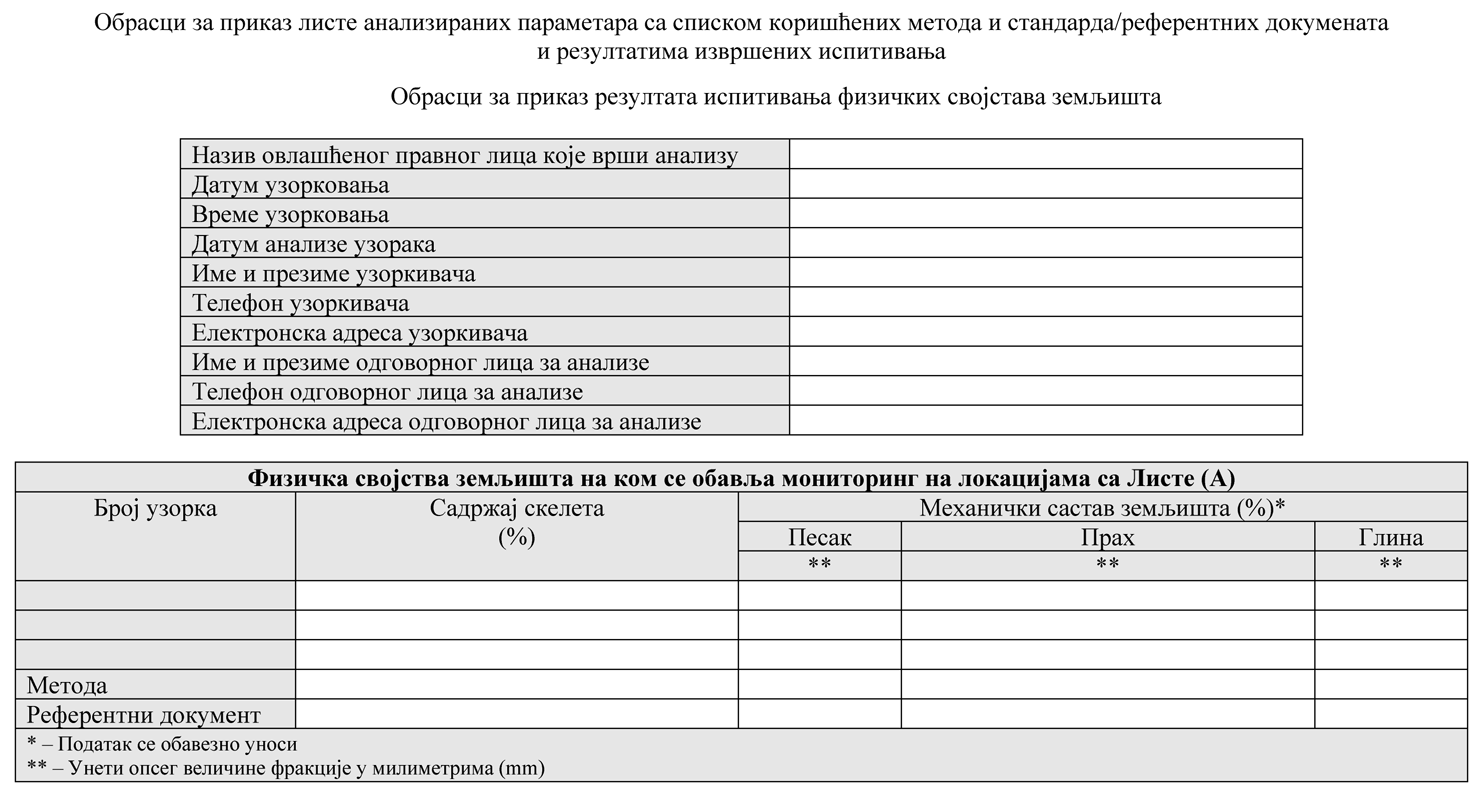 Обрасци за приказ листе анализираних параметара са списком коришћених метода и стандарда/референтних докумената
и резултатима извршених испитивања
Обрасци за приказ резултата испитивања физичких својстава земљишта
Назив овлашћеног правног лица које врши анализу
Датум узорковања
Време узорковања
Датум анализе узорака
Име и презиме узоркивача
Телефон узоркивача
Електронска адреса узоркивача
Име и презиме одговорног лица за анализе
Телефон одговорног лица за анализе
Електронска адреса одговорног лица за анализе
Физичка својства земљишта на ком се обавља мониторинг на локацијама са Листе (А)
Број узорка Садржај скелета Механички састав земљишта (%)*
(%) Песак Прах Глина
** ** **
Метода
Референтни документ
* – Податак се обавезно уноси
** – Унети опсег величине фракције у милиметрима (mm)